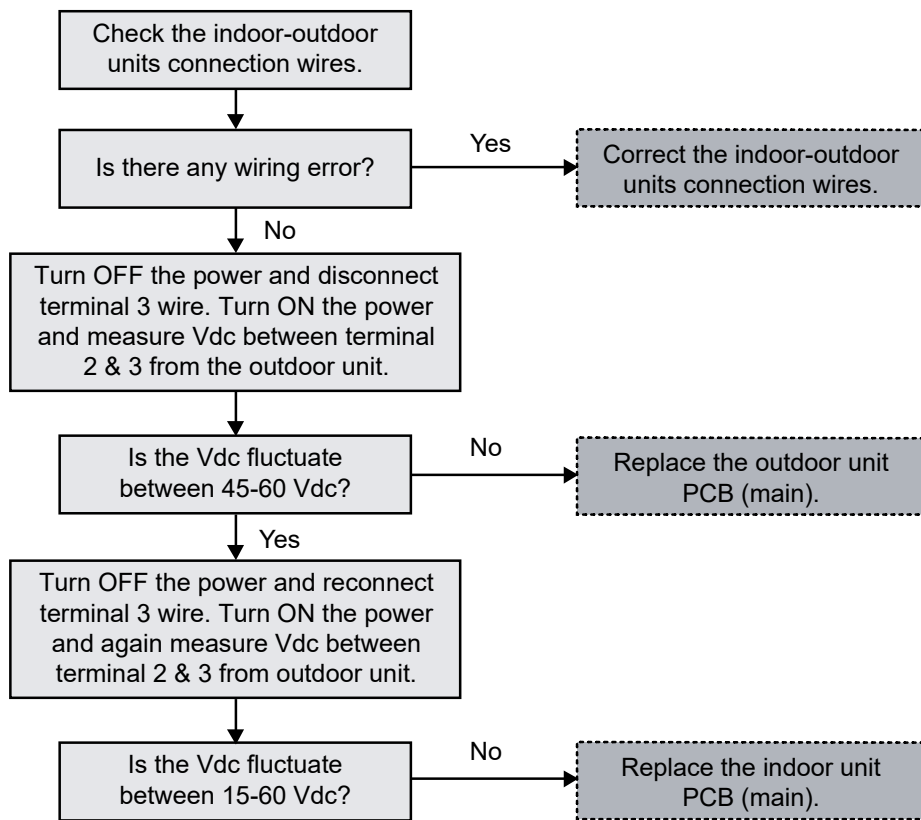 Check the indoor-outdoor
units connection wires.
Is there any wiring error?
Yes
Correct the indoor-outdoor
units connection wires.
No
Turn OFF the power and disconnect
terminal 3 wire. Turn ON the power
and measure Vdc between terminal
2 & 3 from the outdoor unit.
Is the Vdc fluctuate
between 45-60 Vdc?
No
Replace the outdoor unit
PCB (main).
Yes
Turn OFF the power and reconnect
terminal 3 wire. Turn ON the power
and again measure Vdc between
terminal 2 & 3 from outdoor unit.
Is the Vdc fluctuate
between 15-60 Vdc?
No
Replace the indoor unit
PCB (main).